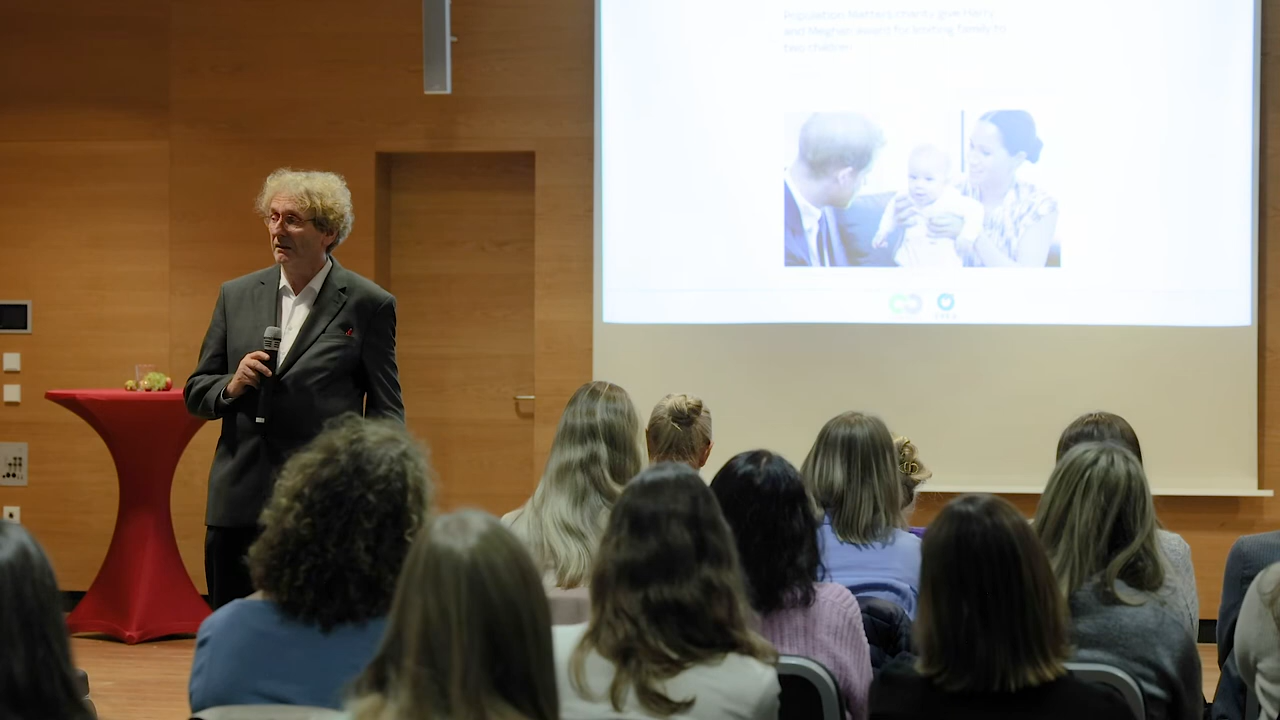 Population Matters charity give Harry
and Meghan award for limiting family to
two children